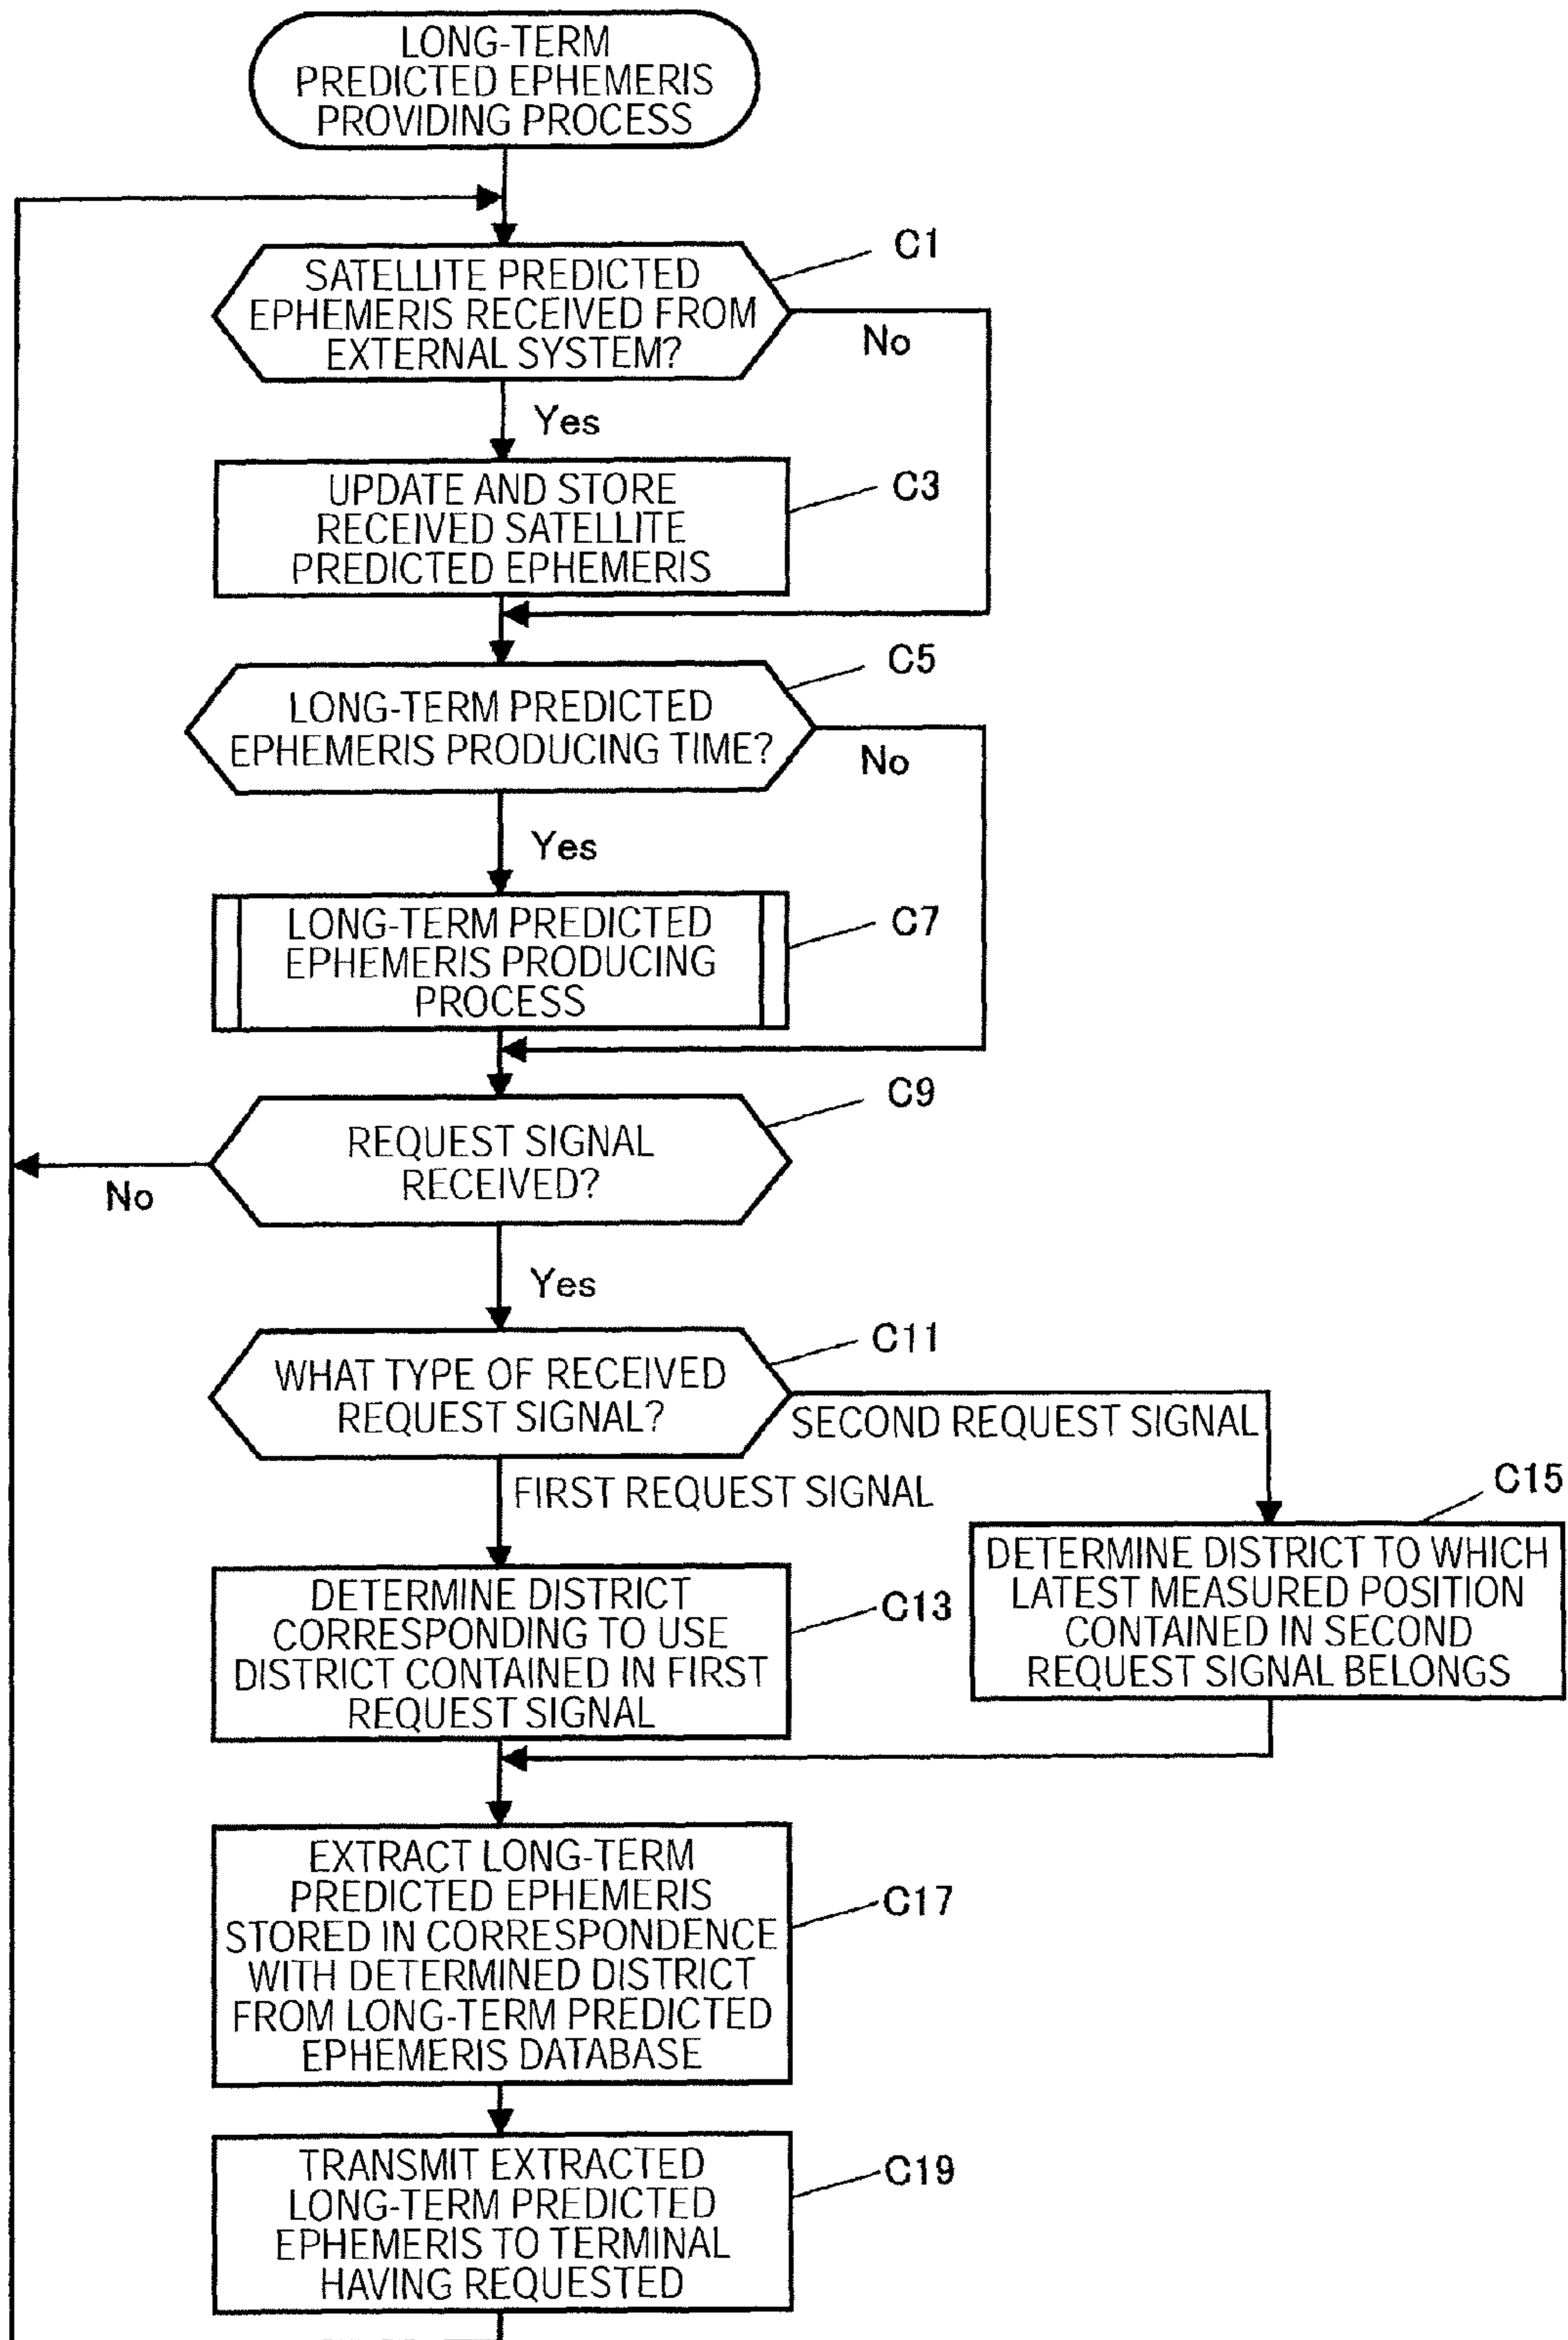 LONG-TERM
PREDICTED EPHEMERIS
PROVIDING PROCESS
C1
SATELLITE PREDICTED
EPHEMERIS RECEIVED FROM
EXTERNAL SYSTEM?
No
Yes
C3
UPDATE AND STORE
RECEIVED SATELLITE
PREDICTED EPHEMERIS
C5
LONG-TERM PREDICTED
EPHEMERIS PRODUCING TIME?
No
Yes
C7
LONG-TERM PREDICTED
EPHEMERIS PRODUCING
PROCESS
C9
REQUEST SIGNAL
RECEIVED?
No
Yes
C11
WHAT TYPE OF RECEIVED
REQUEST SIGNAL?
SECOND REQUEST SIGNAL
FIRST REQUEST SIGNAL
C15
DETERMINE DISTRICT TO WHICH
LATEST MEASURED POSITION
CONTAINED IN SECOND
REQUEST SIGNAL BELONGS
C13
DETERMINE DISTRICT
CORRESPONDING TO USE
DISTRICT CONTAINED IN FIRST
REQUEST SIGNAL
C17
EXTRACT LONG-TERM
PREDICTED EPHEMERIS
STORED IN CORRESPONDENCE
WITH DETERMINED DISTRICT
FROM LONG-TERM PREDICTED
EPHEMERIS DATABASE
C19
TRANSMIT EXTRACTED
LONG-TERM PREDICTED
EPHEMERIS TO TERMINAL
HAVING REQUESTED